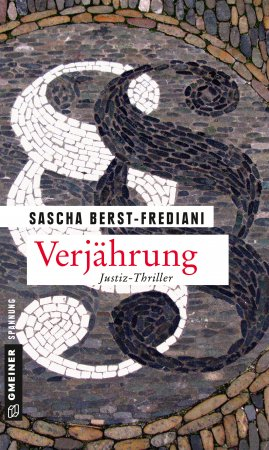 SASCHA BERST-FREDIANI
Verjährung
Justiz-Thriller
GMEINER SPANNUNG